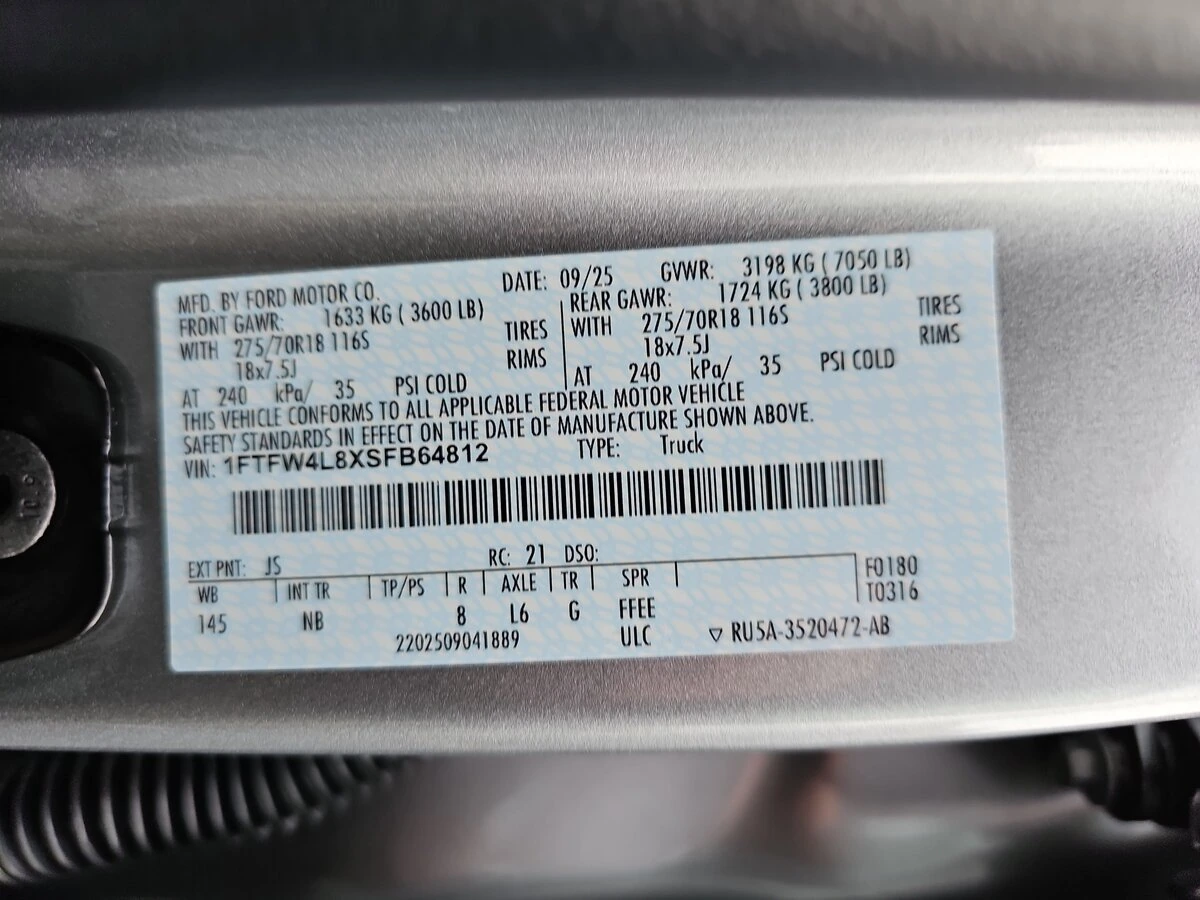 MFD. BY FORD MOTOR CO. DATE: 09/25 GVWR: 3198 KG ( 7050 LB)
FRONT GAWR: 1633 KG ( 3600 LB) REAR GAWR: 1724 KG ( 3800 LB)
WITH 275/70R18 116S TIRES WITH 275/70R18 116S TIRES
18x7.5J RIMS 18x7.5J RIMS
AT 240 kPa/ 35 PSI COLD AT 240 kPa/ 35 PSI COLD
THIS VEHICLE CONFORMS TO ALL APPLICABLE FEDERAL MOTOR VEHICLE
SAFETY STANDARDS IN EFFECT ON THE DATE OF MANUFACTURE SHOWN ABOVE.
VIN: 1FTFW4L8XSFB64812 TYPE: Truck
EXT PNT: JS RC: 21 DSO:
WB INT TR TP/PS R AXLE TR SPR F0180
145 NB 8 L6 G FFEE T0316
2202509041889 ULC ▽ RU5A-3520472-AB